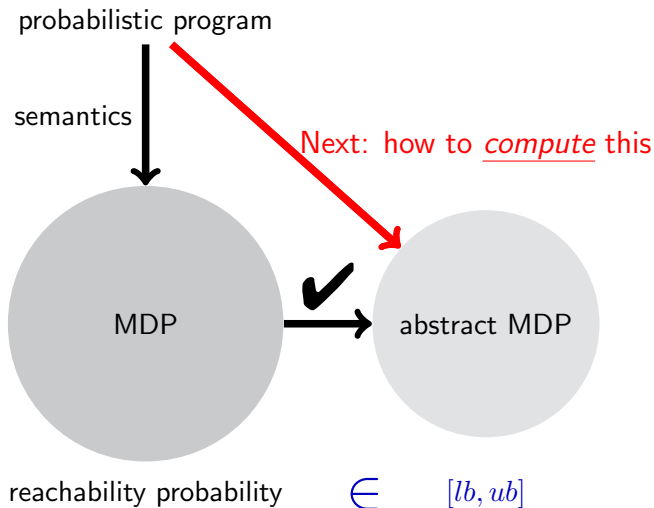 probabilistic program
semantics
Next: how to compute this
MDP
abstract MDP
reachability probability ∈ [lb, ub]